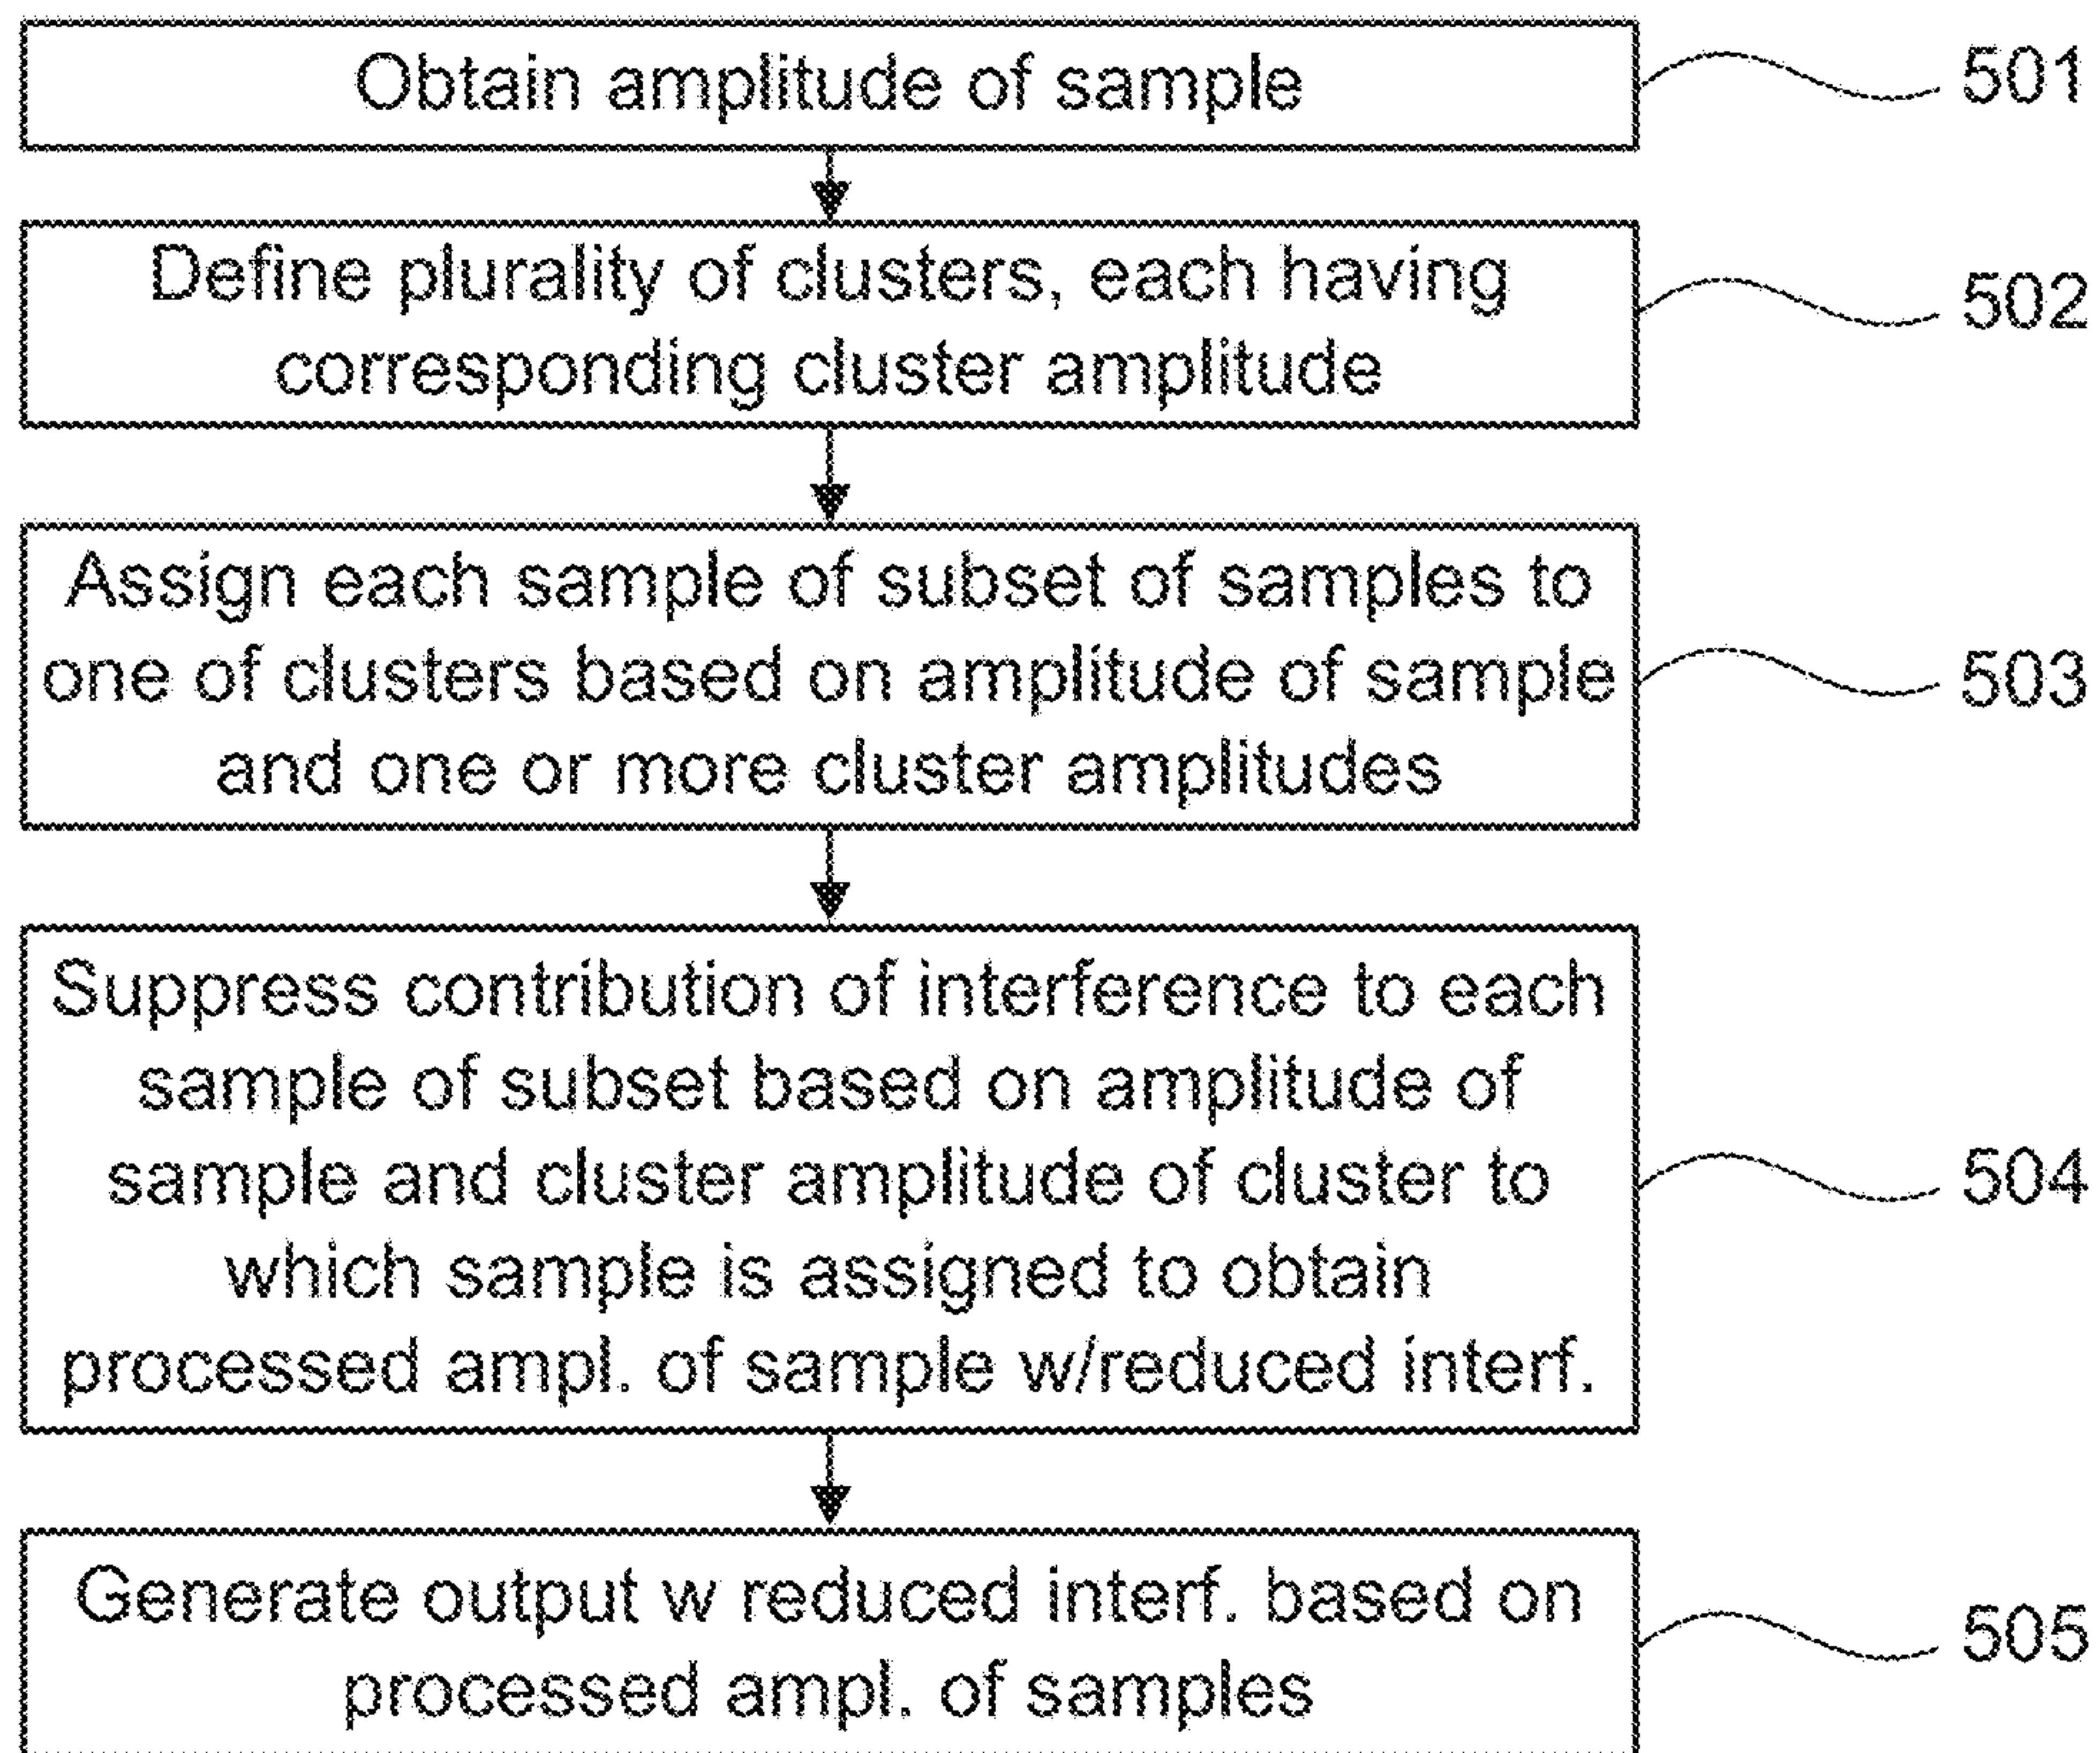 Obtain amplitude of sample
501
Define plurality of clusters, each having
corresponding cluster amplitude
502
Assign each sample of subset of samples to
one of clusters based on amplitude of sample
and one or more cluster amplitudes
503
Suppress contribution of interference to each
sample of subset based on amplitude of
sample and cluster amplitude of cluster to
which sample is assigned to obtain
processed ampl. of sample w/reduced interf.
504
Generate output w reduced interf. based on
processed ampl. of samples
505